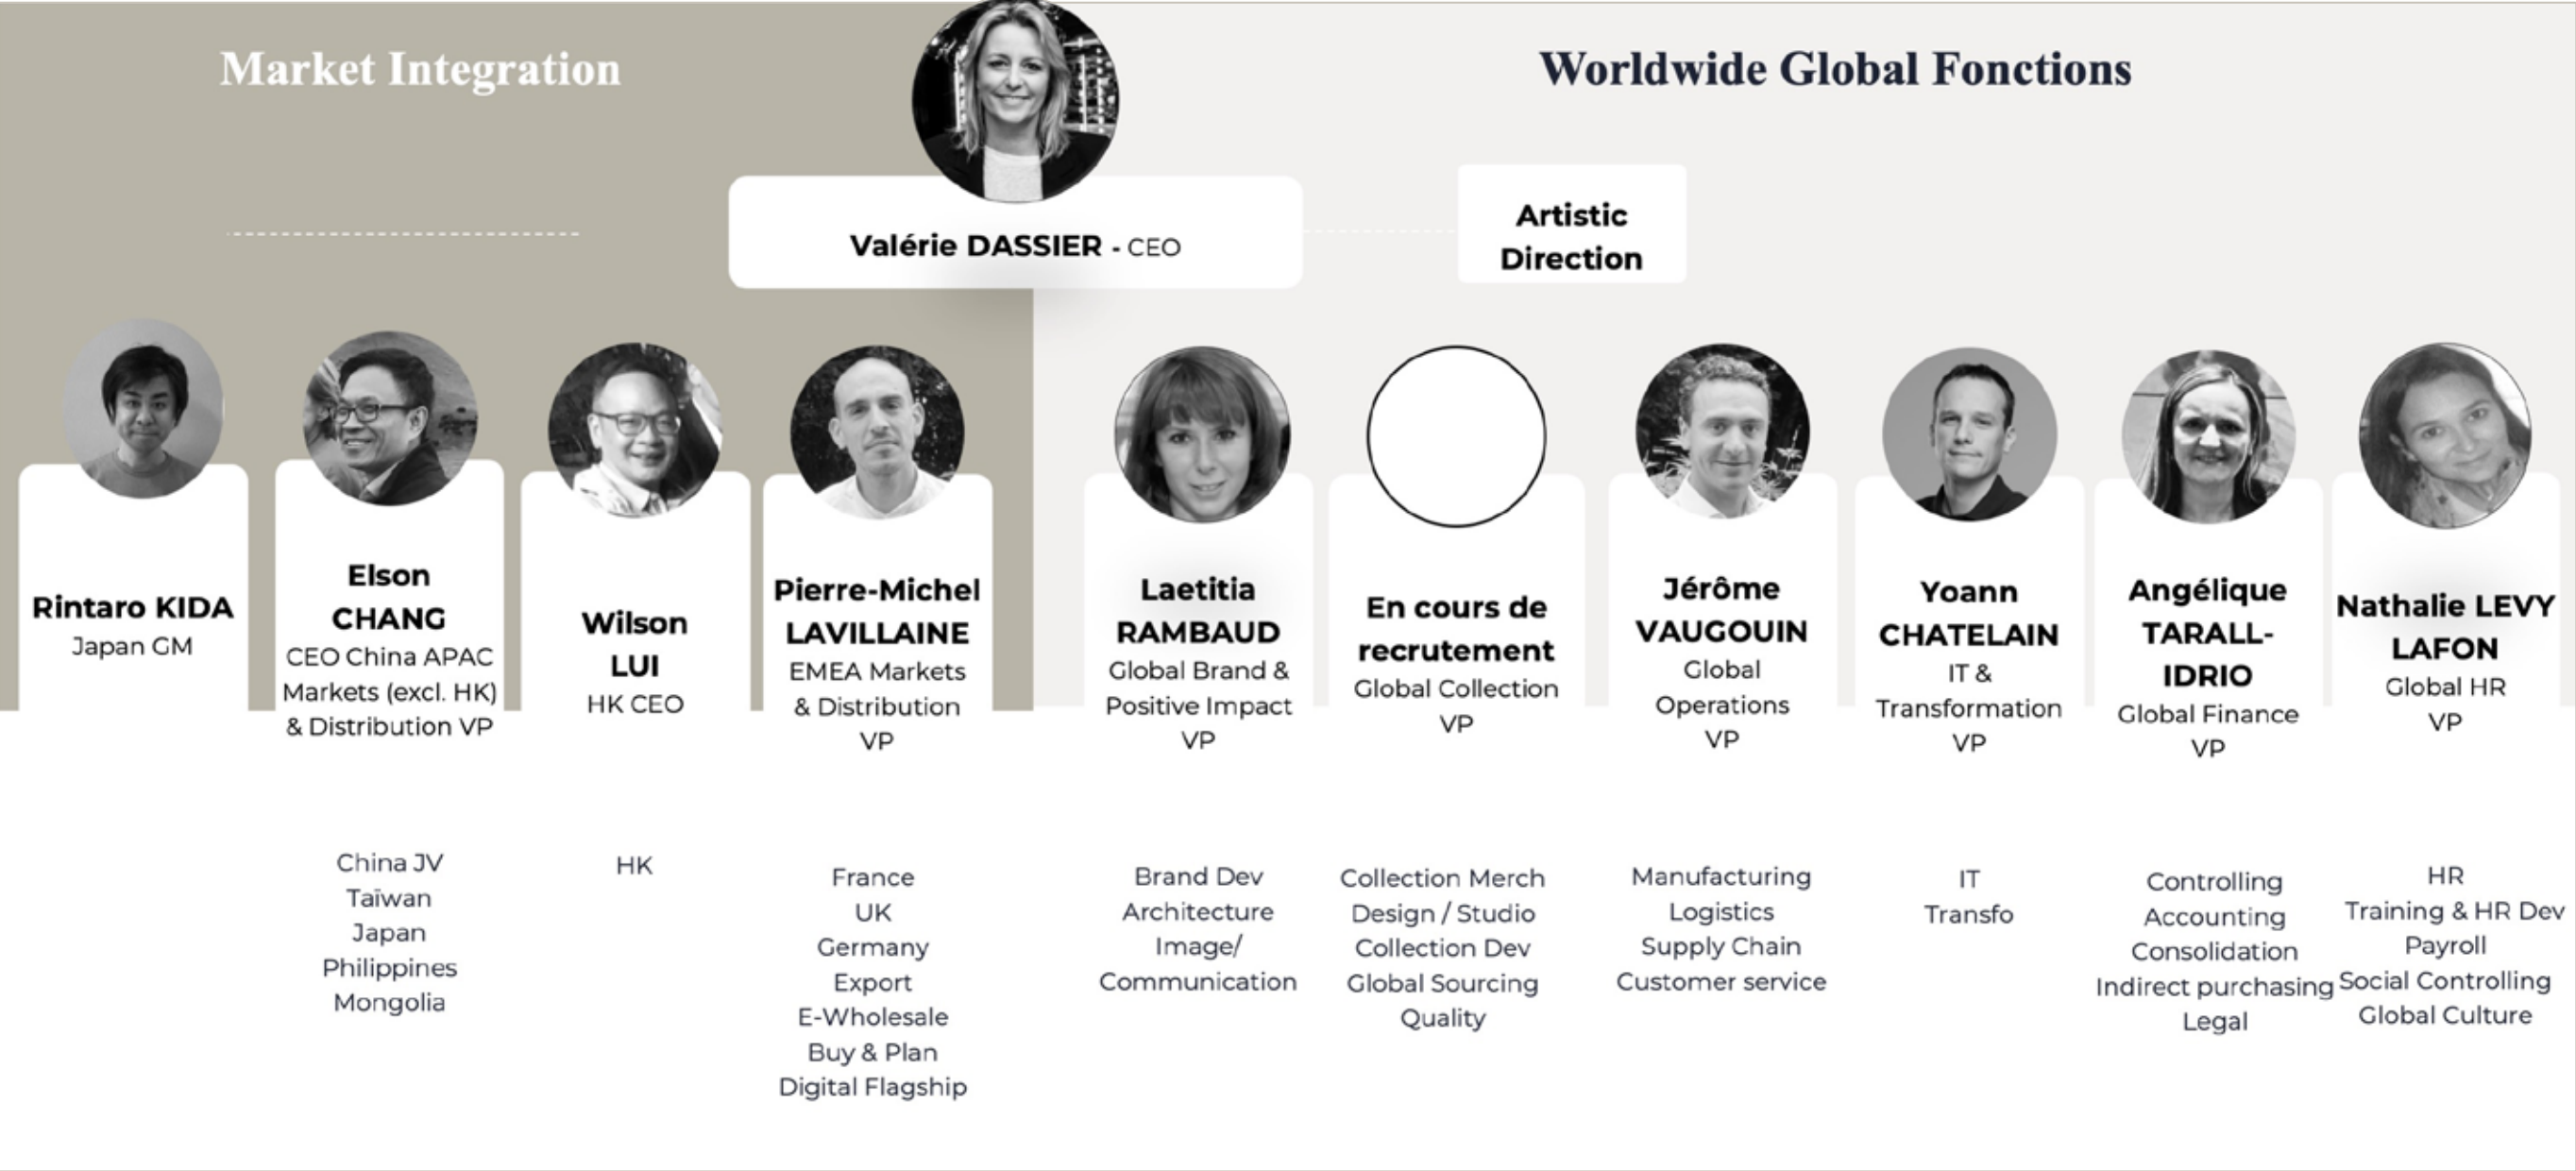 Market Integration
Worldwide Global Fonctions
Valérie DASSIER - CEO
Artistic
Direction
Rintaro KIDA
Japan GM
Elson
CHANG
CEO China APAC
Markets (excl. HK)
& Distribution VP
Wilson
LUI
HK CEO
Pierre-Michel
LAVILLAINE
EMEA Markets
& Distribution
VP
Laetitia
RAMBAUD
Global Brand &
Positive Impact
VP
En cours de
recrutement
Global Collection
VP
Jérôme
VAUGOUIN
Global
Operations
VP
Yoann
CHATELAIN
IT &
Transformation
VP
Angélique
TARALL-
IDRIO
Global Finance
VP
Nathalie LEVY
LAFON
Global HR
VP
China JV
Taïwan
Japan
Philippines
Mongolia
HK
France
UK
Germany
Export
E-Wholesale
Buy & Plan
Digital Flagship
Brand Dev
Architecture
Image/
Communication
Collection Merch
Design / Studio
Collection Dev
Global Sourcing
Quality
Manufacturing
Logistics
Supply Chain
Customer service
IT
Transfo
Controlling
Accounting
Consolidation
Indirect purchasing
Legal
HR
Training & HR Dev
Payroll
Social Controlling
Global Culture